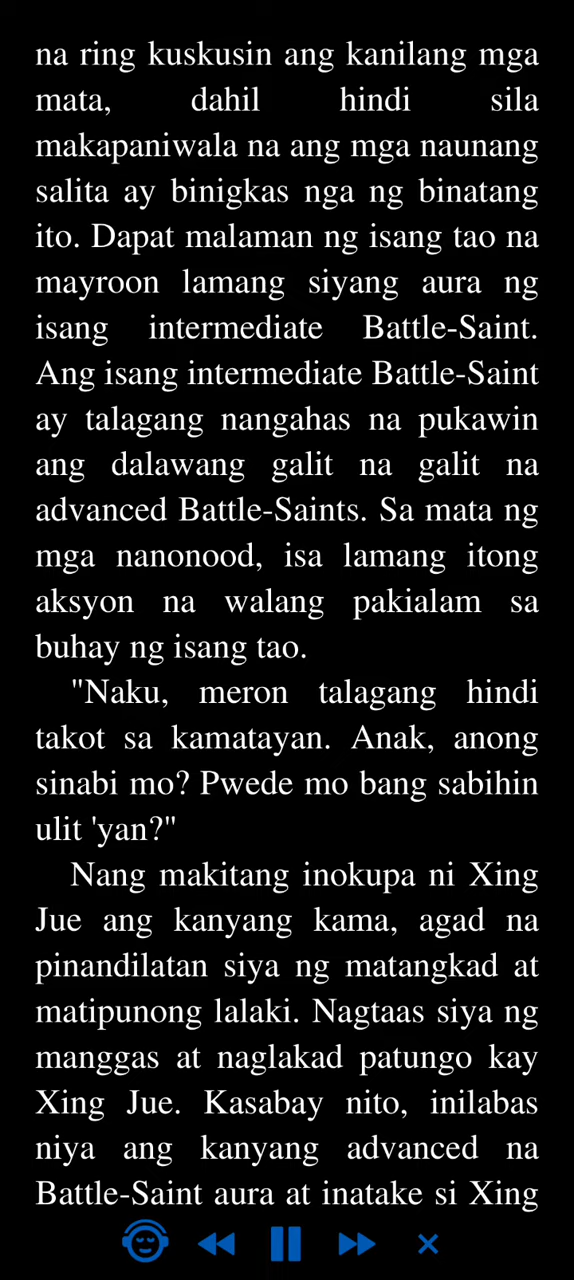 na ring kuskusin ang kanilang mga
mata, dahil hindi sila
makapaniwala na ang mga naunang
salita ay binigkas nga ng binatang
ito. Dapat malaman ng isang tao na
mayroon lamang siyang aura ng
isang intermediate Battle-Saint.
Ang isang intermediate Battle-Saint
ay talagang nangahas na pukawin
ang dalawang galit na galit na
advanced Battle-Saints. Sa mata ng
mga nanonood, isa lamang itong
aksyon na walang pakialam sa
buhay ng isang tao.
"Naku, meron talagang hindi
takot sa kamatayan. Anak, anong
sinabi mo? Pwede mo bang sabihin
ulit 'yan?"
Nang makitang inokupa ni Xing
Jue ang kanyang kama, agad na
pinandilatan siya ng matangkad at
matipunong lalaki. Nagtaas siya ng
manggas at naglakad patungo kay
Xing Jue. Kasabay nito, inilabas
niya ang kanyang advanced na
Battle-Saint aura at inatake si Xing